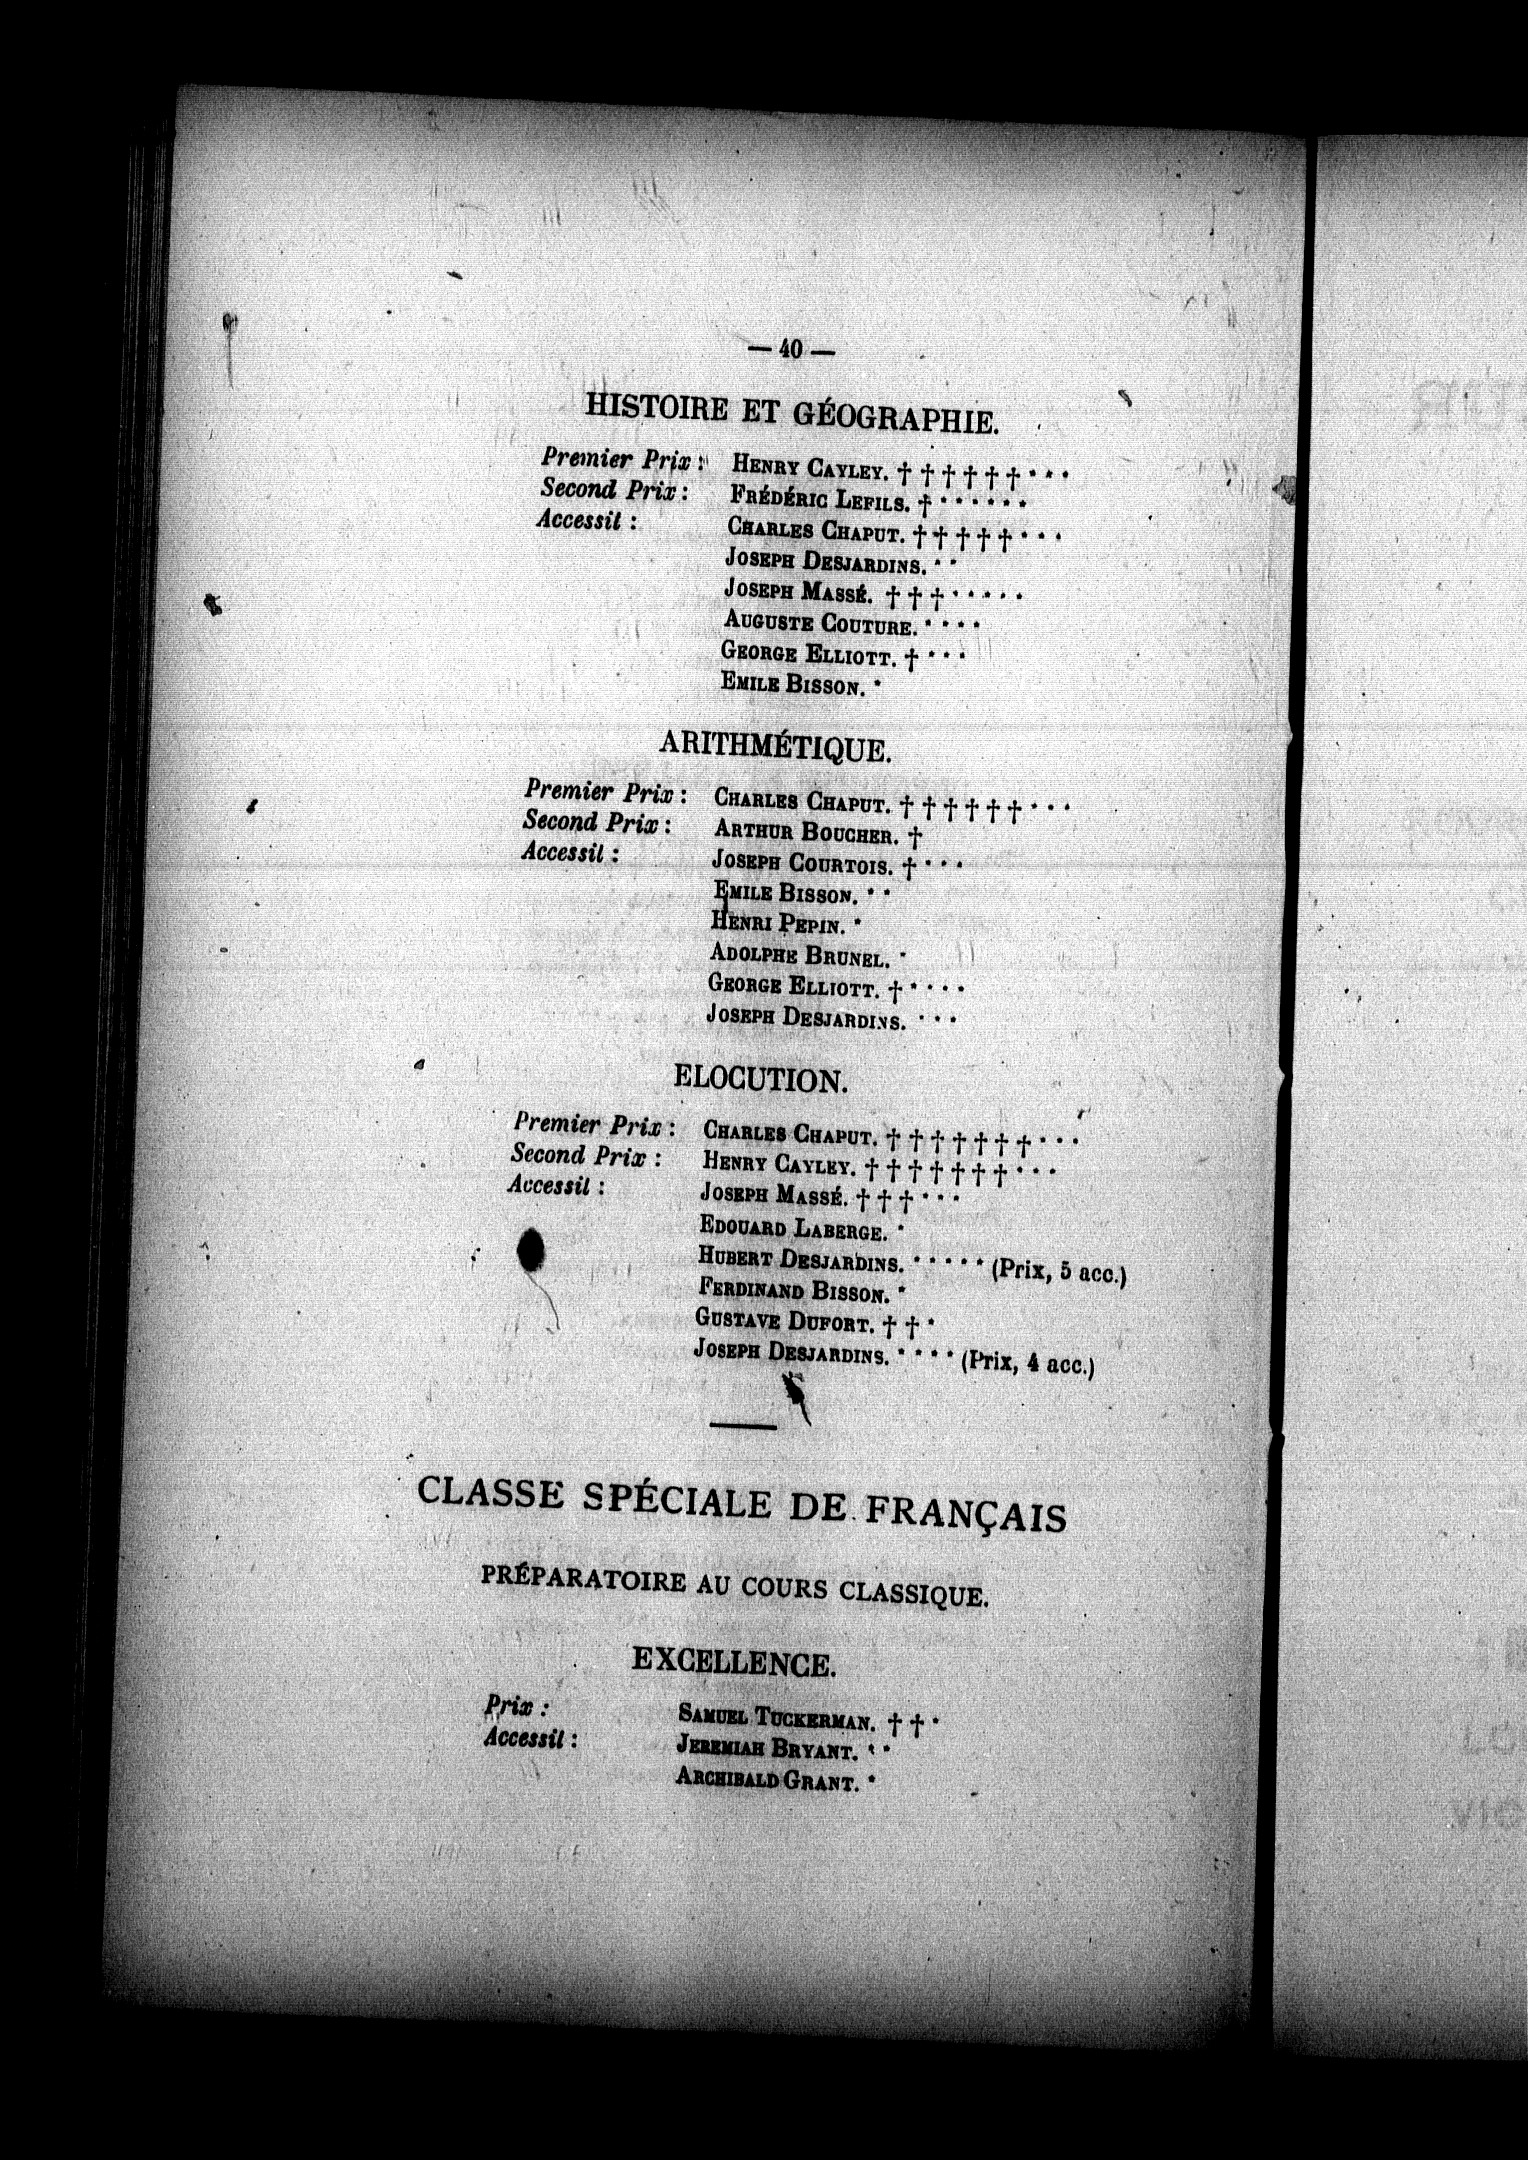 — 40 —
HISTOIRE ET GÉOGRAPHIE.
Premier Prix : HENRY CAYLEY. † † † † † † * * *
Second Prix : FRÉDÉRIC LEFILS. † * * * * * *
Accessit : CHARLES CHAPUT. † † † † † * * *
JOSEPH DESJARDINS. * *
JOSEPH MASSÉ. † † † * * * * *
AUGUSTE COUTURE. * * * *
GEORGE ELLIOTT. † * * *
EMILE BISSON. *
ARITHMÉTIQUE.
Premier Prix : CHARLES CHAPUT. † † † † † † * * *
Second Prix : ARTHUR BOUCHER. †
Accessit : JOSEPH COURTOIS. † * * *
EMILE BISSON. * *
HENRI PEPIN. *
ADOLPHE BRUNEL. *
GEORGE ELLIOTT. † * * * *
JOSEPH DESJARDINS. * * *
ELOCUTION.
Premier Prix : CHARLES CHAPUT. † † † † † † † * * *
Second Prix : HENRY CAYLEY. † † † † † † † * * *
Accessit : JOSEPH MASSÉ. † † † * * *
EDOUARD LABERGE. *
HUBERT DESJARDINS. * * * * * (Prix, 5 acc.)
FERDINAND BISSON. *
GUSTAVE DUFORT. † † *
JOSEPH DESJARDINS. * * * * (Prix, 4 acc.)
CLASSE SPÉCIALE DE FRANÇAIS
PRÉPARATOIRE AU COURS CLASSIQUE.
EXCELLENCE.
Prix : SAMUEL TUCKERMAN. † † *
Accessit : JEREMIAH BRYANT. * *
ARCHIBALD GRANT. *